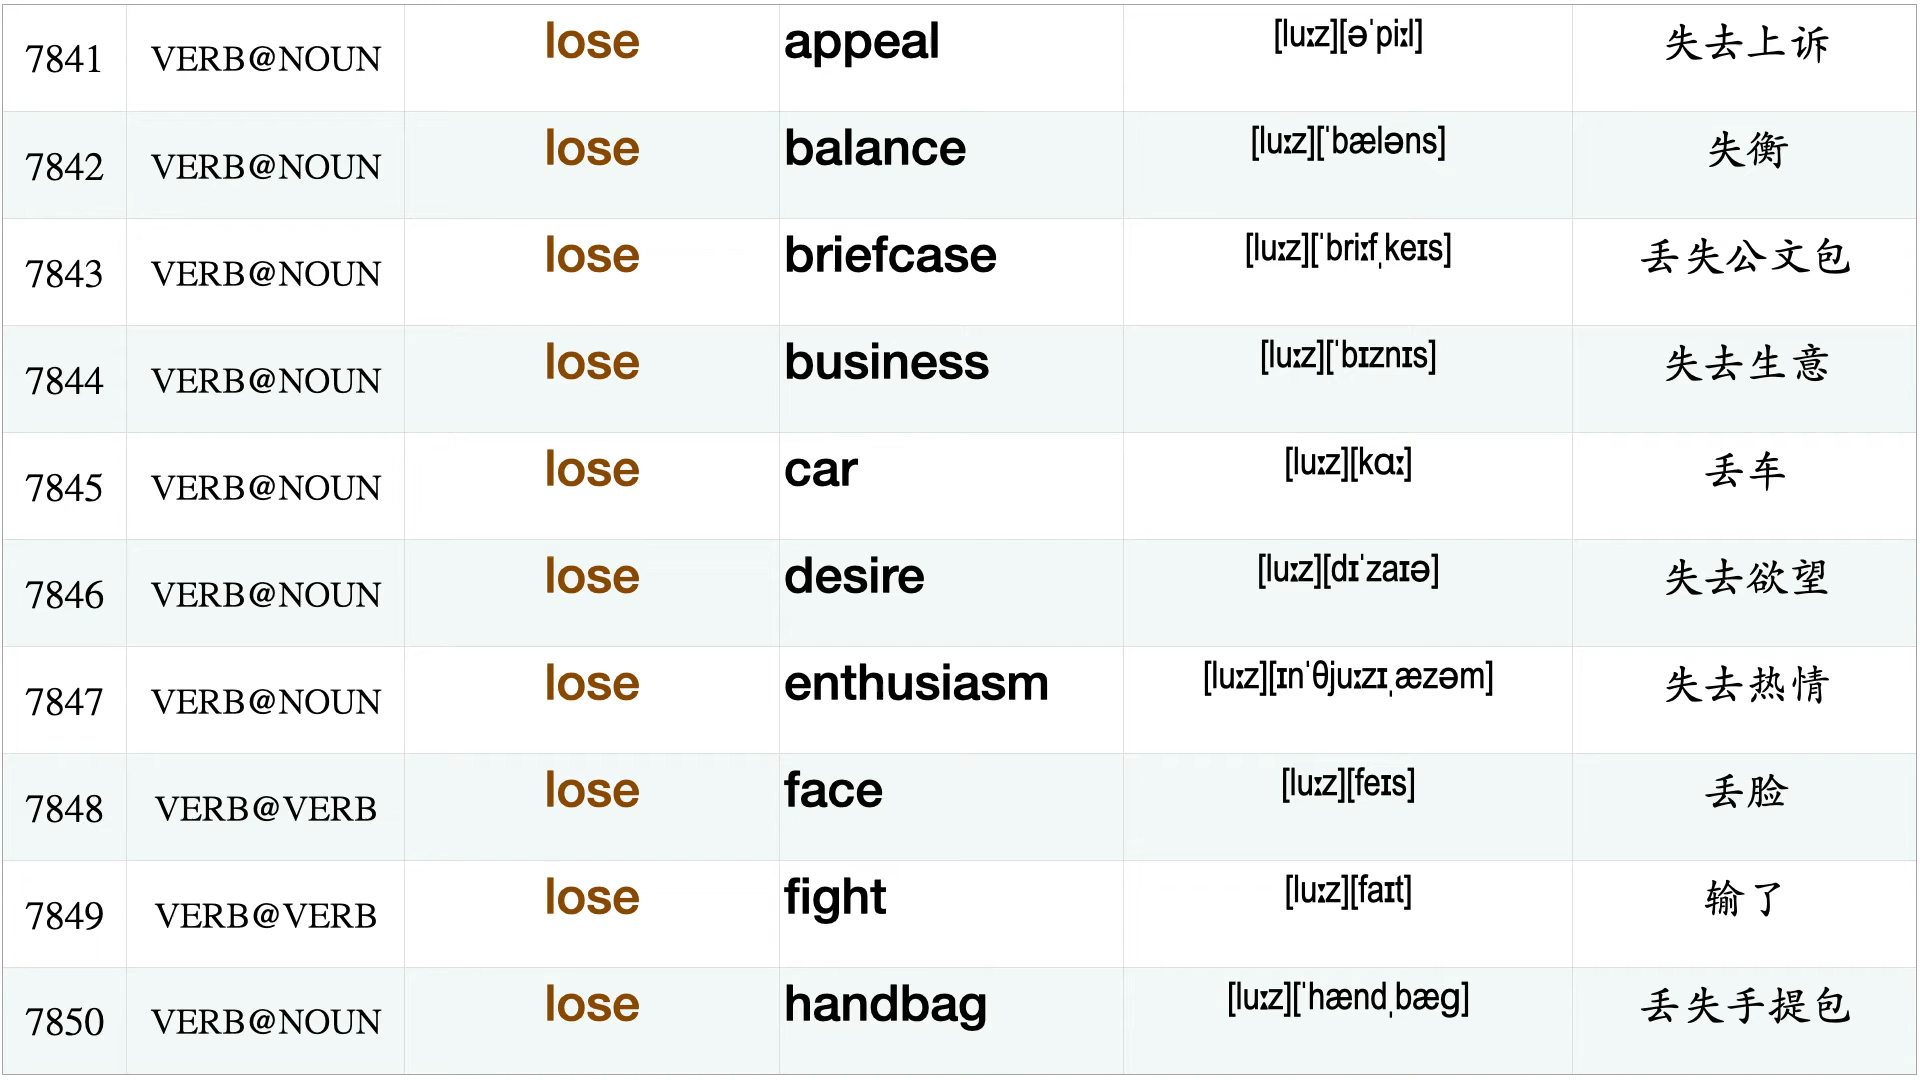 7841 VERB@NOUN lose appeal [luːz][əˈpiːl] 失去上诉
7842 VERB@NOUN lose balance [luːz][ˈbæləns] 失衡
7843 VERB@NOUN lose briefcase [luːz][ˈbriːfˌkeɪs] 丢失公文包
7844 VERB@NOUN lose business [luːz][ˈbɪznɪs] 失去生意
7845 VERB@NOUN lose car [luːz][kɑː] 丢车
7846 VERB@NOUN lose desire [luːz][dɪˈzaɪə] 失去欲望
7847 VERB@NOUN lose enthusiasm [luːz][ɪnˈθjuːzɪˌæzəm] 失去热情
7848 VERB@VERB lose face [luːz][feɪs] 丢脸
7849 VERB@VERB lose fight [luːz][faɪt] 输了
7850 VERB@NOUN lose handbag [luːz][ˈhændˌbæg] 丢失手提包